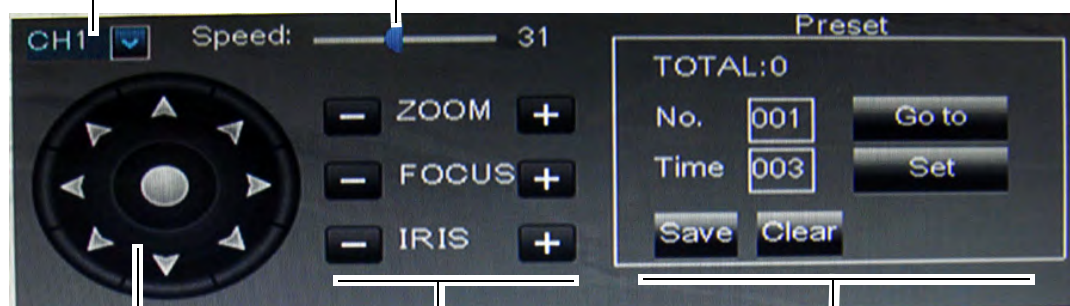 CH1 Speed: 31
ZOOM
FOCUS
IRIS
Preset
TOTAL:0
No. 001 Go to
Time 003 Set
Save Clear